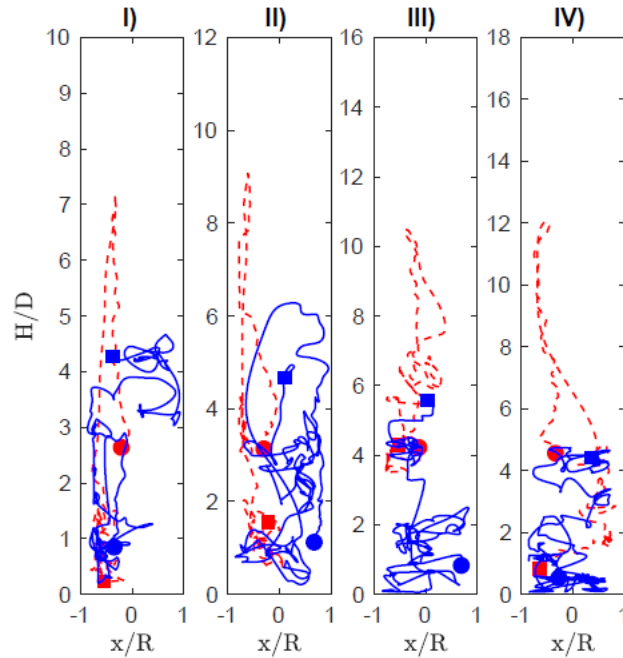 I) II) III) IV)
10 12 16 18
9 16
8 10 14 14
7 12 12
6 8 10 10
5 6 8 8
4 6 6
3 4 4 4
2 2 2 2
1
0 0 0 0
-1 0 1 -1 0 1 -1 0 1 -1 0 1
x/R x/R x/R x/R
H/D